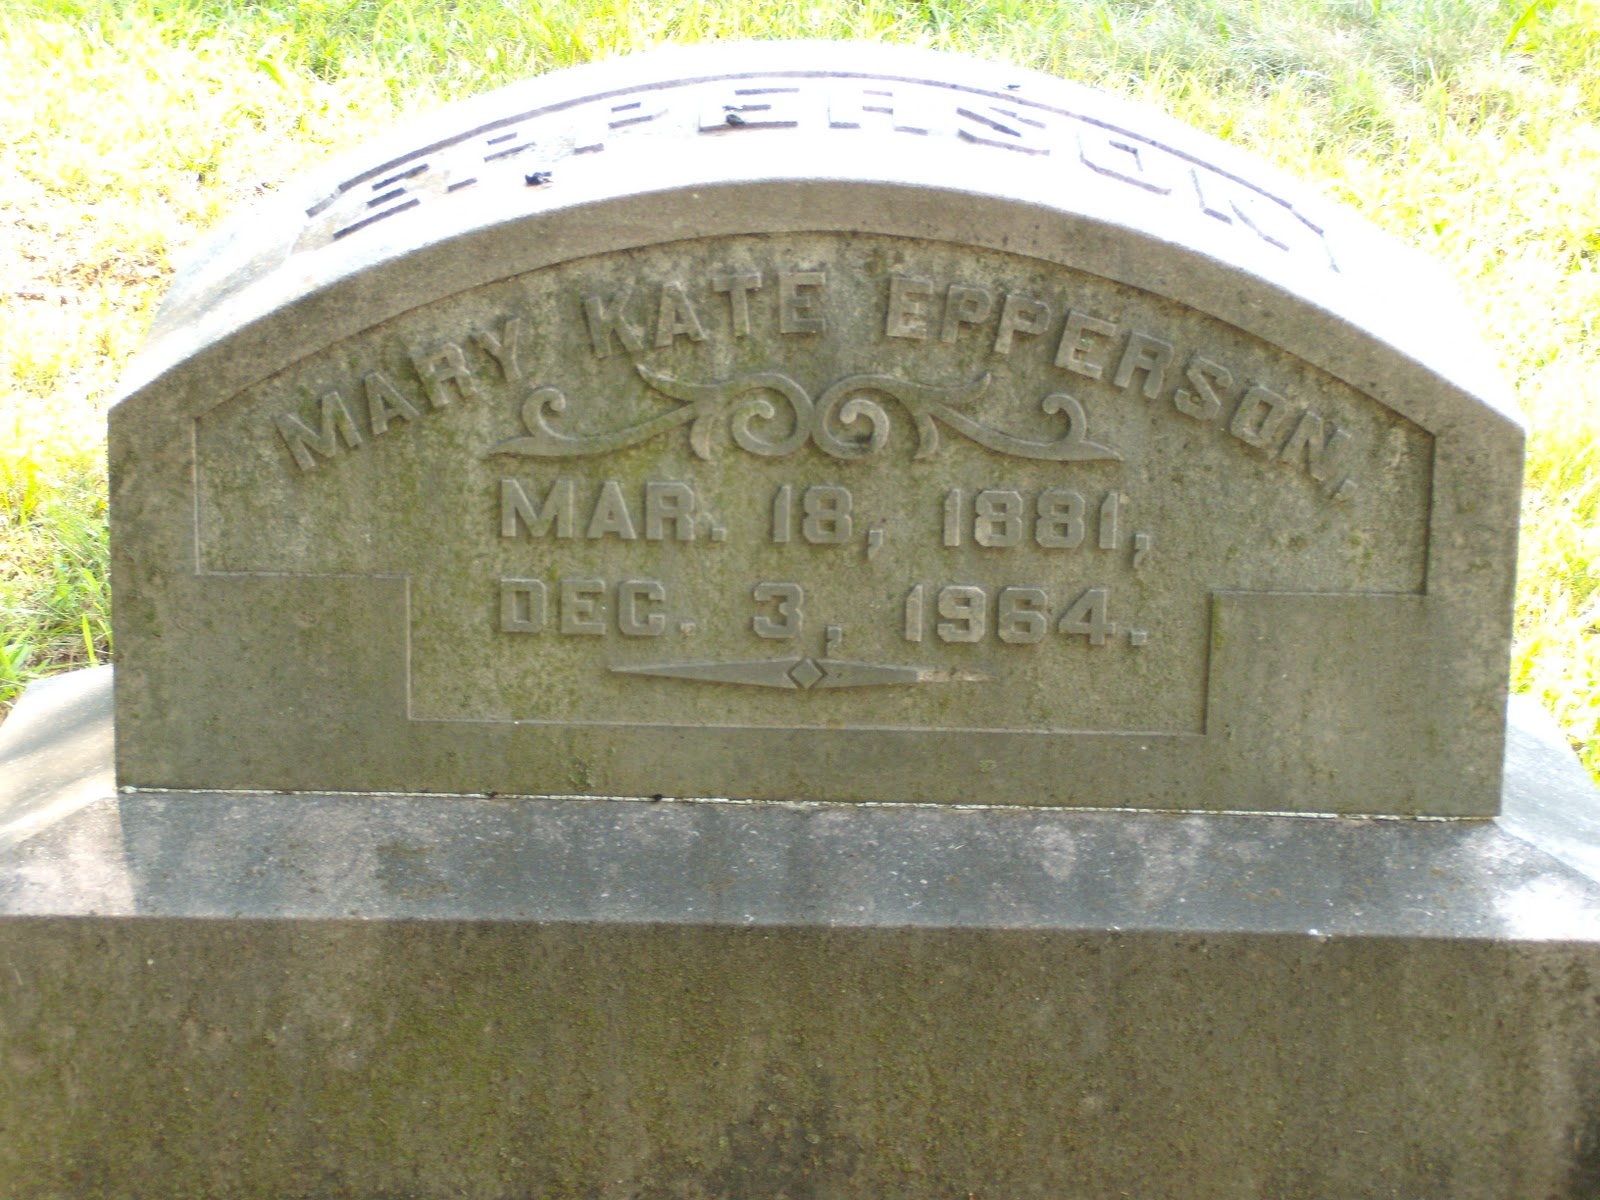 EPPERSON
MARY KATE EPPERSON,
MAR. 18, 1881,
DEC. 3, 1964.